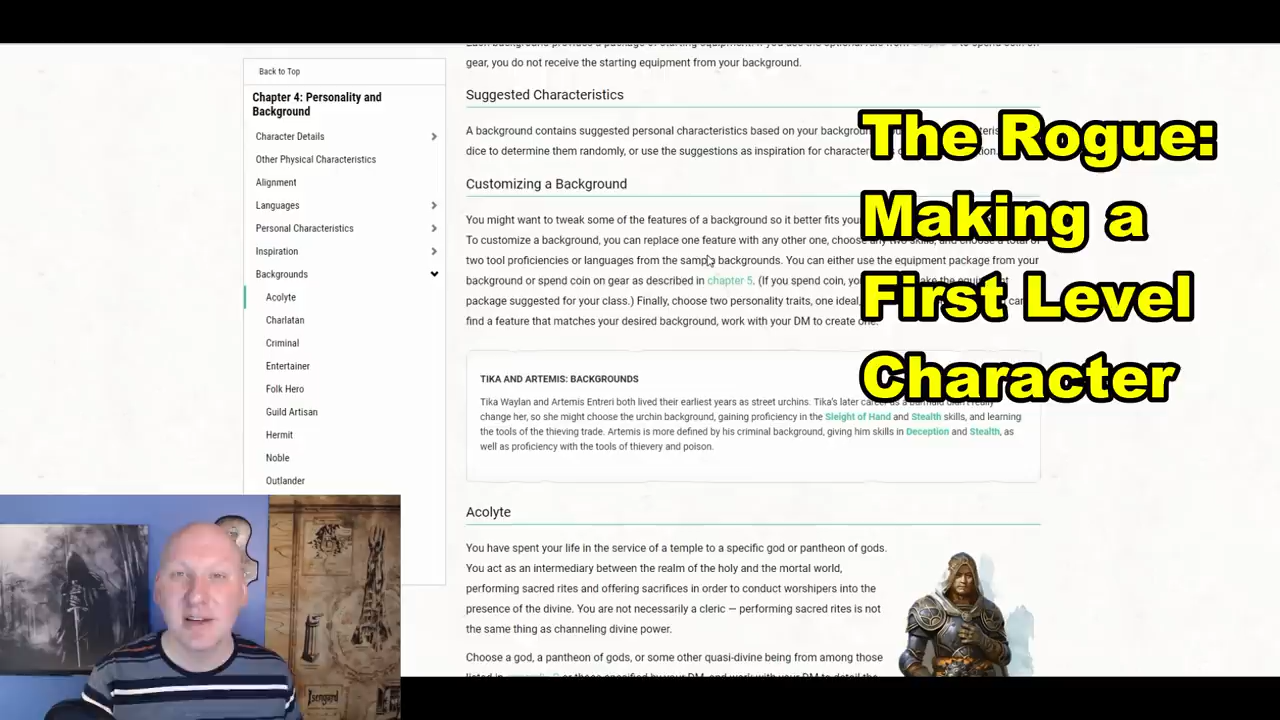 gear, you do not receive the starting equipment from your background.
Back to Top
Chapter 4: Personality and
Background
Character Details
Other Physical Characteristics
Alignment
Languages
Personal Characteristics
Inspiration
Backgrounds
Acolyte
Charlatan
Criminal
Entertainer
Folk Hero
Guild Artisan
Hermit
Noble
Outlander
Suggested Characteristics
A background contains suggested personal characteristics based on your
dice to determine them randomly, or use the suggestions as inspiration for
Customizing a Background
You might want to tweak some of the features of a background so it better fits
To customize a background, you can replace one feature with any other one, choose any two skills, and choose a total of
two tool proficiencies or languages from the sample backgrounds. You can either use the equipment package from your
background or spend coin on gear as described in chapter 5. (If you spend coin,
package suggested for your class.) Finally, choose two personality traits, one ideal,
find a feature that matches your desired background, work with your DM to create one.
TIKA AND ARTEMIS: BACKGROUNDS
Tika Waylan and Artemis Entreri both lived their earliest years as street urchins. Tika's later career as a barmaid didn't really
change her, so she might choose the urchin background, gaining proficiency in the Sleight of Hand and Stealth skills, and learning
the tools of the thieving trade. Artemis is more defined by his criminal background, giving him skills in Deception and Stealth, as
well as proficiency with the tools of thievery and poison.
Acolyte
You have spent your life in the service of a temple to a specific god or pantheon of gods.
You act as an intermediary between the realm of the holy and the mortal world,
performing sacred rites and offering sacrifices in order to conduct worshipers into the
presence of the divine. You are not necessarily a cleric — performing sacred rites is not
the same thing as channeling divine power.
Choose a god, a pantheon of gods, or some other quasi-divine being from among those
The Rogue:
Making a
First Level
Character
Isengard